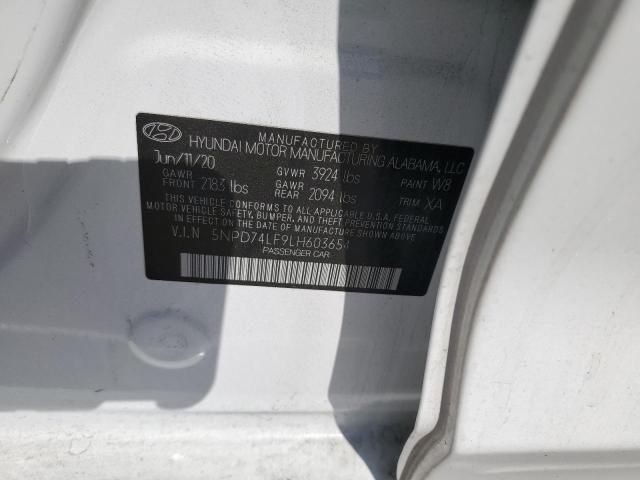 MANUFACTURED BY
HYUNDAI MOTOR MANUFACTURING ALABAMA, LLC
Jun/11/20 GVWR 3924 lbs PAINT W8
GAWR FRONT 2183 lbs GAWR REAR 2094 lbs TRIM XA
THIS VEHICLE CONFORMS TO ALL APPLICABLE U.S.A. FEDERAL
MOTOR VEHICLE SAFETY, BUMPER, AND THEFT PREVENTION STANDARDS
IN EFFECT ON THE DATE OF MANUFACTURE SHOWN ABOVE.
V.I.N 5NPD74LF9LH603654
PASSENGER CAR